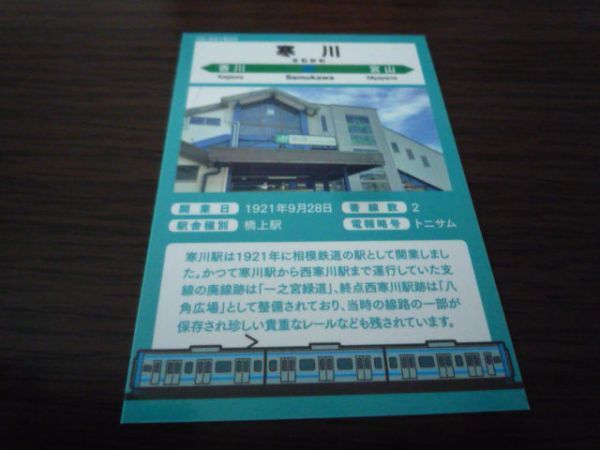 寒川
香川 宮山
Kagawa Samukawa Miyayama
開業日 1921年9月28日 番線数 2
駅舎種別 橋上駅 電報略号 トニサム
寒川駅は1921年に相模鉄道の駅として開業しまし
た。かつて寒川駅から西寒川駅まで運行していた支
線の廃線跡は「一之宮緑道」、終点西寒川駅跡は「八
角広場」として整備されており、当時の線路の一部が
保存され珍しい貴重なレールなども残されています。